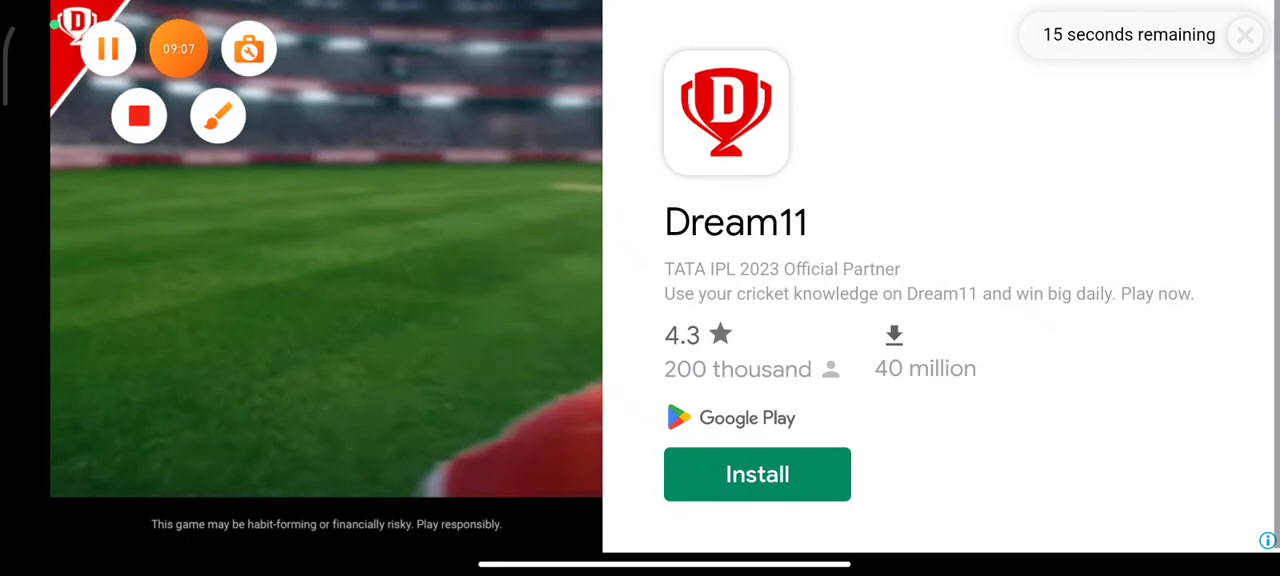 D
09:07
15 seconds remaining
D
Dream11
TATA IPL 2023 Official Partner
Use your cricket knowledge on Dream11 and win big daily. Play now.
4.3
200 thousand
40 million
Google Play
Install
This game may be habit-forming or financially risky. Play responsibly.